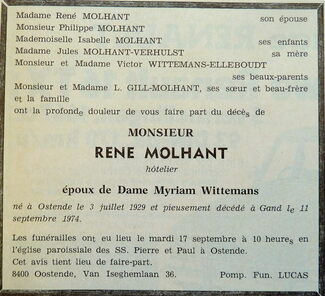 Madame René MOLHANT son épouse
Monsieur Philippe MOLHANT
Mademoiselle Isabelle MOLHANT ses enfants
Madame Jules MOLHANT-VERHULST sa mère
Monsieur et Madame Victor WITTEMANS-ELLEBOUDT
ses beaux-parents
Monsieur et Madame L. GILL-MOLHANT, ses sœur et beau-frère
et la famille
ont la profonde douleur de vous faire part du décès de
MONSIEUR
RENE MOLHANT
hôtelier
époux de Dame Myriam Wittemans
né à Ostende le 3 juillet 1929 et pieusement décédé à Gand le 11
septembre 1974.
Les funérailles ont eu lieu le mardi 17 septembre à 10 heures en
l'église paroissiale des SS. Pierre et Paul à Ostende.
Cet avis tient lieu de faire-part.
8400 Oostende, Van Iseghemlaan 36. Pomp. Fun. LUCAS